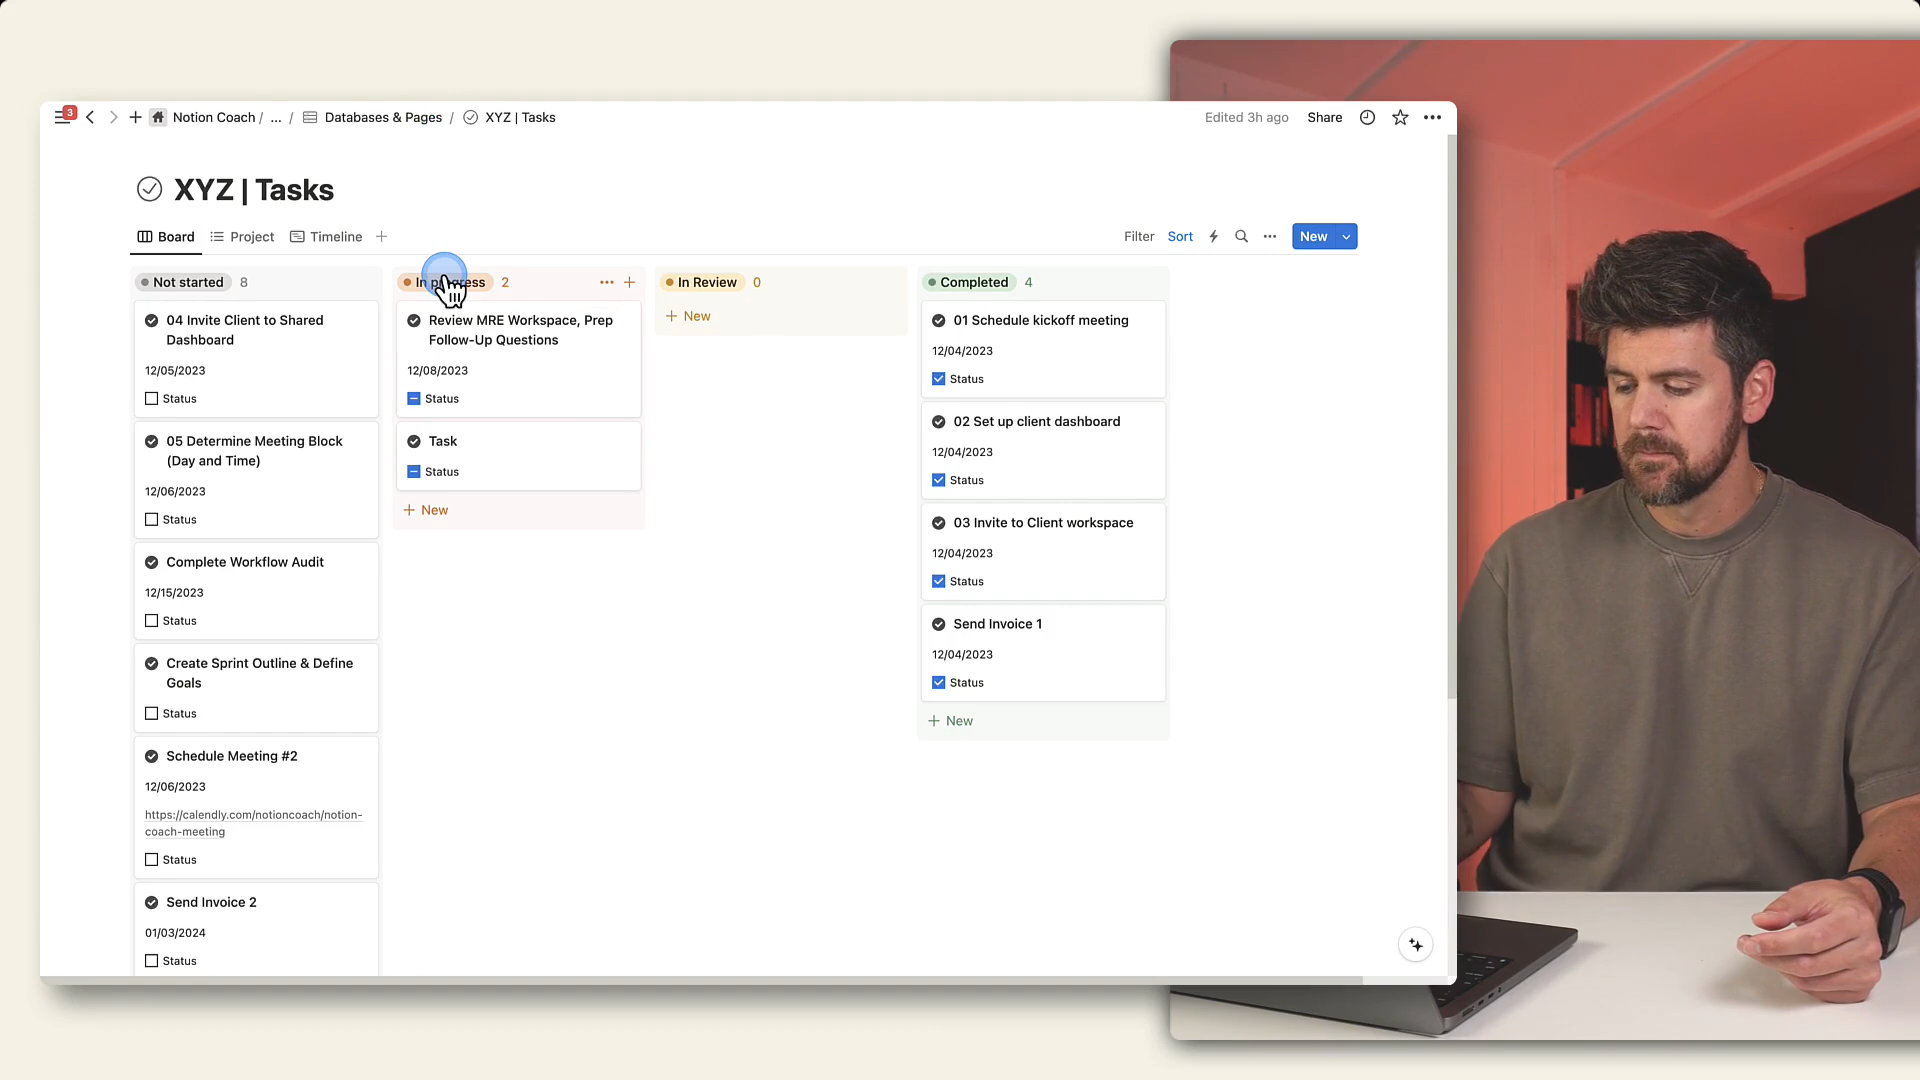 3
Notion Coach / ... / Databases & Pages / XYZ | Tasks
Edited 3h ago Share
XYZ | Tasks
Board Project Timeline
Filter Sort New
Not started 8
04 Invite Client to Shared
Dashboard
12/05/2023
Status
05 Determine Meeting Block
(Day and Time)
12/06/2023
Status
Complete Workflow Audit
12/15/2023
Status
Create Sprint Outline & Define
Goals
Status
Schedule Meeting #2
12/06/2023
https://calendly.com/notioncoach/notion-
coach-meeting
Status
Send Invoice 2
01/03/2024
Status
In progress 2
Review MRE Workspace, Prep
Follow-Up Questions
12/08/2023
Status
Task
Status
New
In Review 0
New
Completed 4
01 Schedule kickoff meeting
12/04/2023
Status
02 Set up client dashboard
12/04/2023
Status
03 Invite to Client workspace
12/04/2023
Status
Send Invoice 1
12/04/2023
Status
New